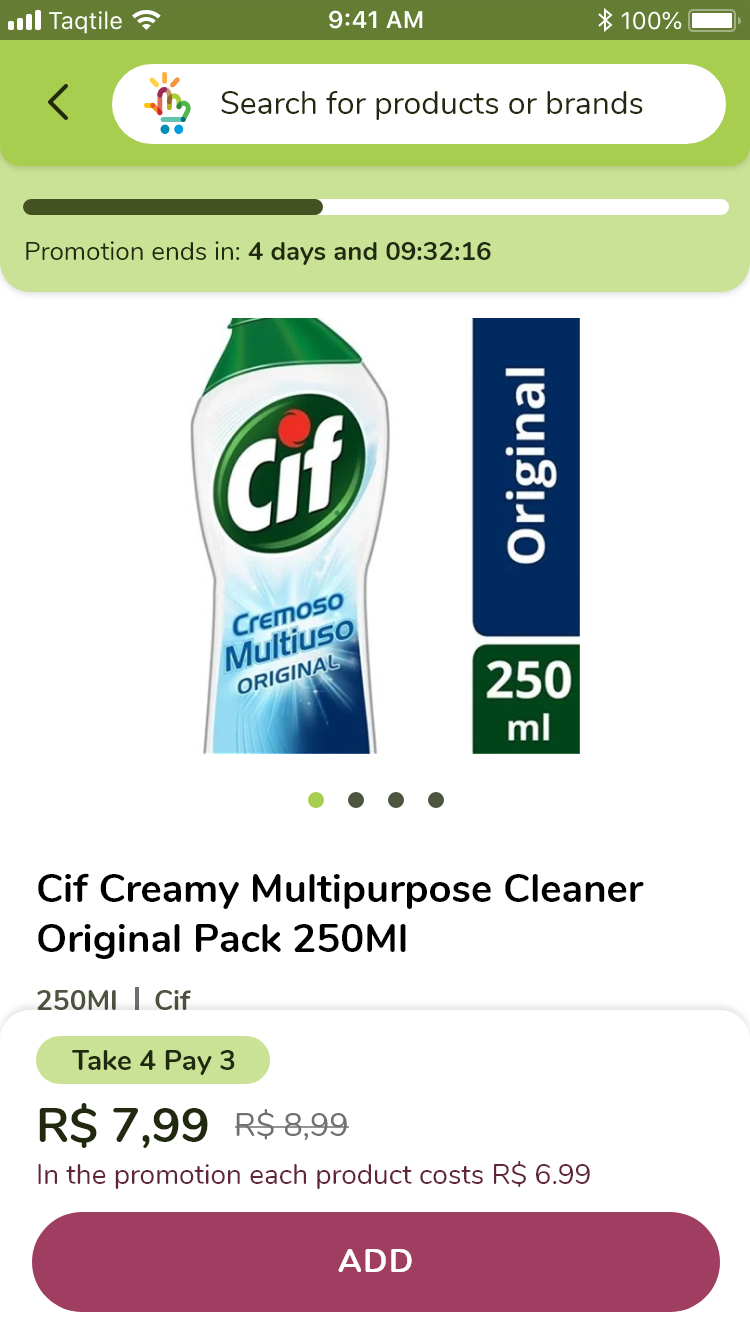 Taqtile 9:41 AM 100%
Search for products or brands
Promotion ends in: 4 days and 09:32:16
Cif
Cremoso
Multiuso
ORIGINAL
Original
250
ml
Cif Creamy Multipurpose Cleaner
Original Pack 250Ml
250Ml | Cif
Take 4 Pay 3
R$ 7,99 R$ 8,99
In the promotion each product costs R$ 6.99
ADD